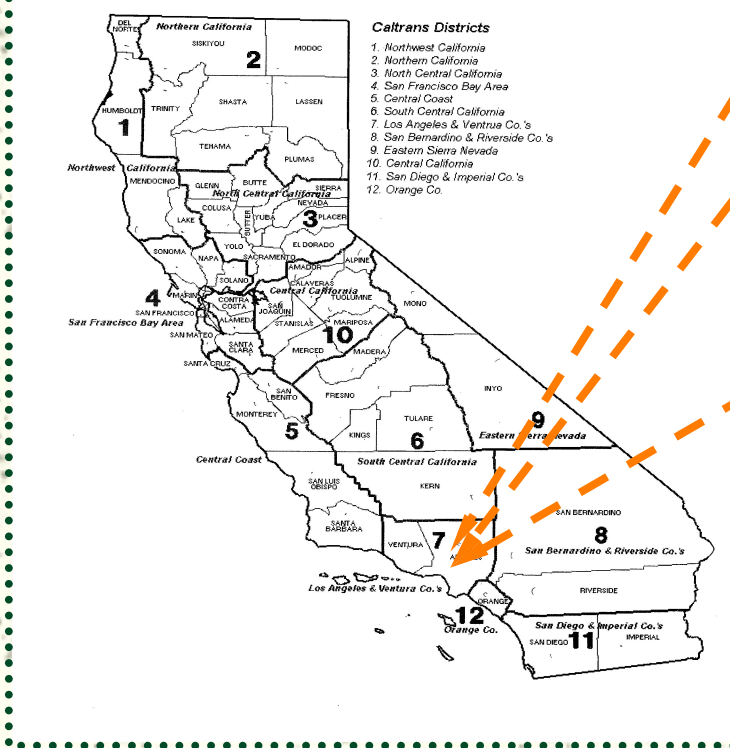 Caltrans Districts
1. Northwest California
2. Northern California
3. North Central California
4. San Francisco Bay Area
5. Central Coast
6. South Central California
7. Los Angeles & Ventrua Co.'s
8. San Bernardino & Riverside Co.'s
9. Eastern Sierra Nevada
10. Central California
11. San Diego & Imperial Co.'s
12. Orange Co.
DEL
NORTE
Northern California
SISKIYOU
2
MODOC
HUMBOLDT
1
TRINITY
SHASTA
LASSEN
TEHAMA
PLUMAS
Northwest California
MENDOCINO
GLENN
BUTTE
SIERRA
North Central California
NEVADA
COLUSA
LAKE
SUTTER
YUBA
3
PLACER
YOLO
EL DORADO
SONOMA
NAPA
SACRAMENTO
ALPINE
AMADOR
SOLANO
CALAVERAS
Central California
TUOLUMNE
MONO
4
MARIN
CONTRA
COSTA
SAN
JOAQUIN
SAN FRANCISCO
ALAMEDA
San Francisco Bay Area
STANISLAS
MARIPOSA
10
SAN MATEO
SANTA
CLARA
MERCED
MADERA
SANTA CRUZ
SAN
BENITO
FRESNO
INYO
MONTEREY
5
TULARE
9
KINGS
6
Eastern Sierra Nevada
Central Coast
South Central California
SAN LUIS
OBISPO
KERN
SANTA
BARBARA
SAN BERNARDINO
8
VENTURA
7
San Bernardino & Riverside Co.'s
Los Angeles & Ventura Co.'s
RIVERSIDE
ORANGE
12
Orange Co.
San Diego & Imperial Co.'s
SAN DIEGO
11
IMPERIAL